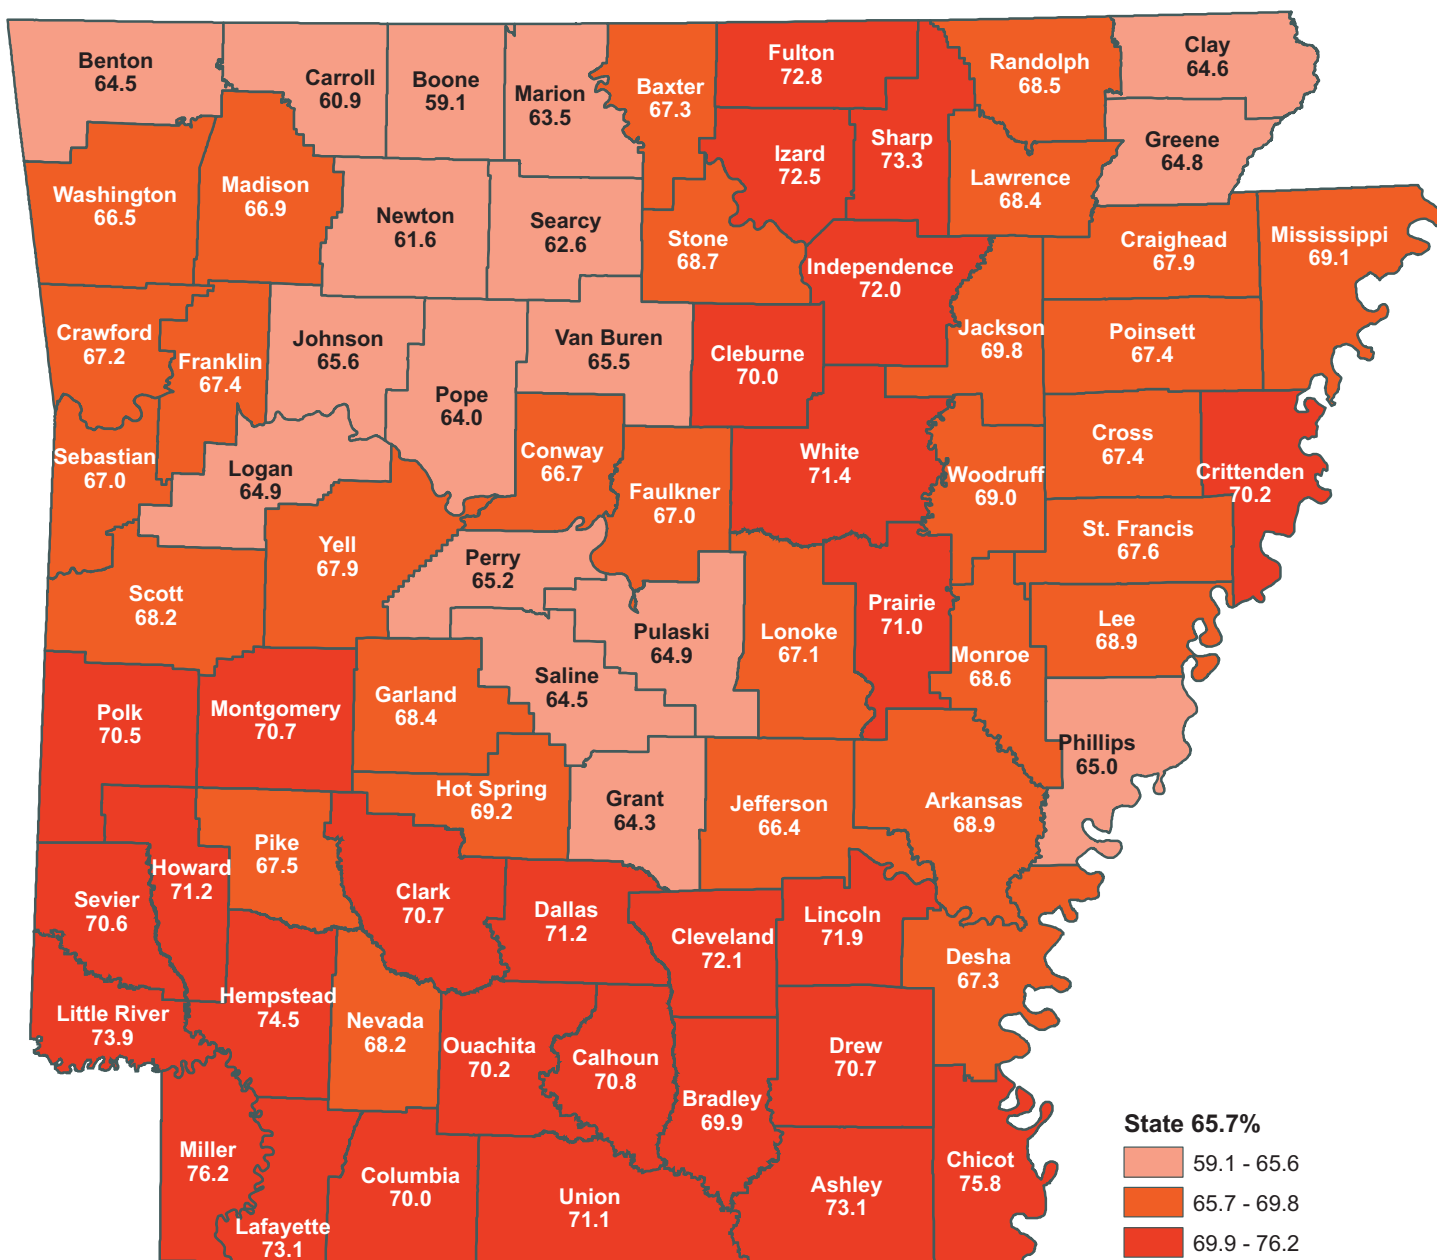 Benton
64.5
Carroll
60.9
Boone
59.1
Marion
63.5
Baxter
67.3
Fulton
72.8
Randolph
68.5
Clay
64.6
Izard
72.5
Sharp
73.3
Lawrence
68.4
Greene
64.8
Washington
66.5
Madison
66.9
Newton
61.6
Searcy
62.6
Stone
68.7
Independence
72.0
Craighead
67.9
Mississippi
69.1
Crawford
67.2
Franklin
67.4
Johnson
65.6
Pope
64.0
Van Buren
65.5
Cleburne
70.0
Jackson
69.8
Poinsett
67.4
Sebastian
67.0
Logan
64.9
Conway
66.7
Faulkner
67.0
White
71.4
Woodruff
69.0
Cross
67.4
Crittenden
70.2
St. Francis
67.6
Scott
68.2
Yell
67.9
Perry
65.2
Pulaski
64.9
Lonoke
67.1
Prairie
71.0
Monroe
68.6
Lee
68.9
Polk
70.5
Montgomery
70.7
Garland
68.4
Saline
64.5
Phillips
65.0
Hot Spring
69.2
Grant
64.3
Jefferson
66.4
Arkansas
68.9
Sevier
70.6
Howard
71.2
Pike
67.5
Clark
70.7
Dallas
71.2
Cleveland
72.1
Lincoln
71.9
Desha
67.3
Little River
73.9
Hempstead
74.5
Nevada
68.2
Ouachita
70.2
Calhoun
70.8
Bradley
69.9
Drew
70.7
Miller
76.2
Lafayette
73.1
Columbia
70.0
Union
71.1
Ashley
73.1
Chicot
75.8
State 65.7%
59.1 - 65.6
65.7 - 69.8
69.9 - 76.2